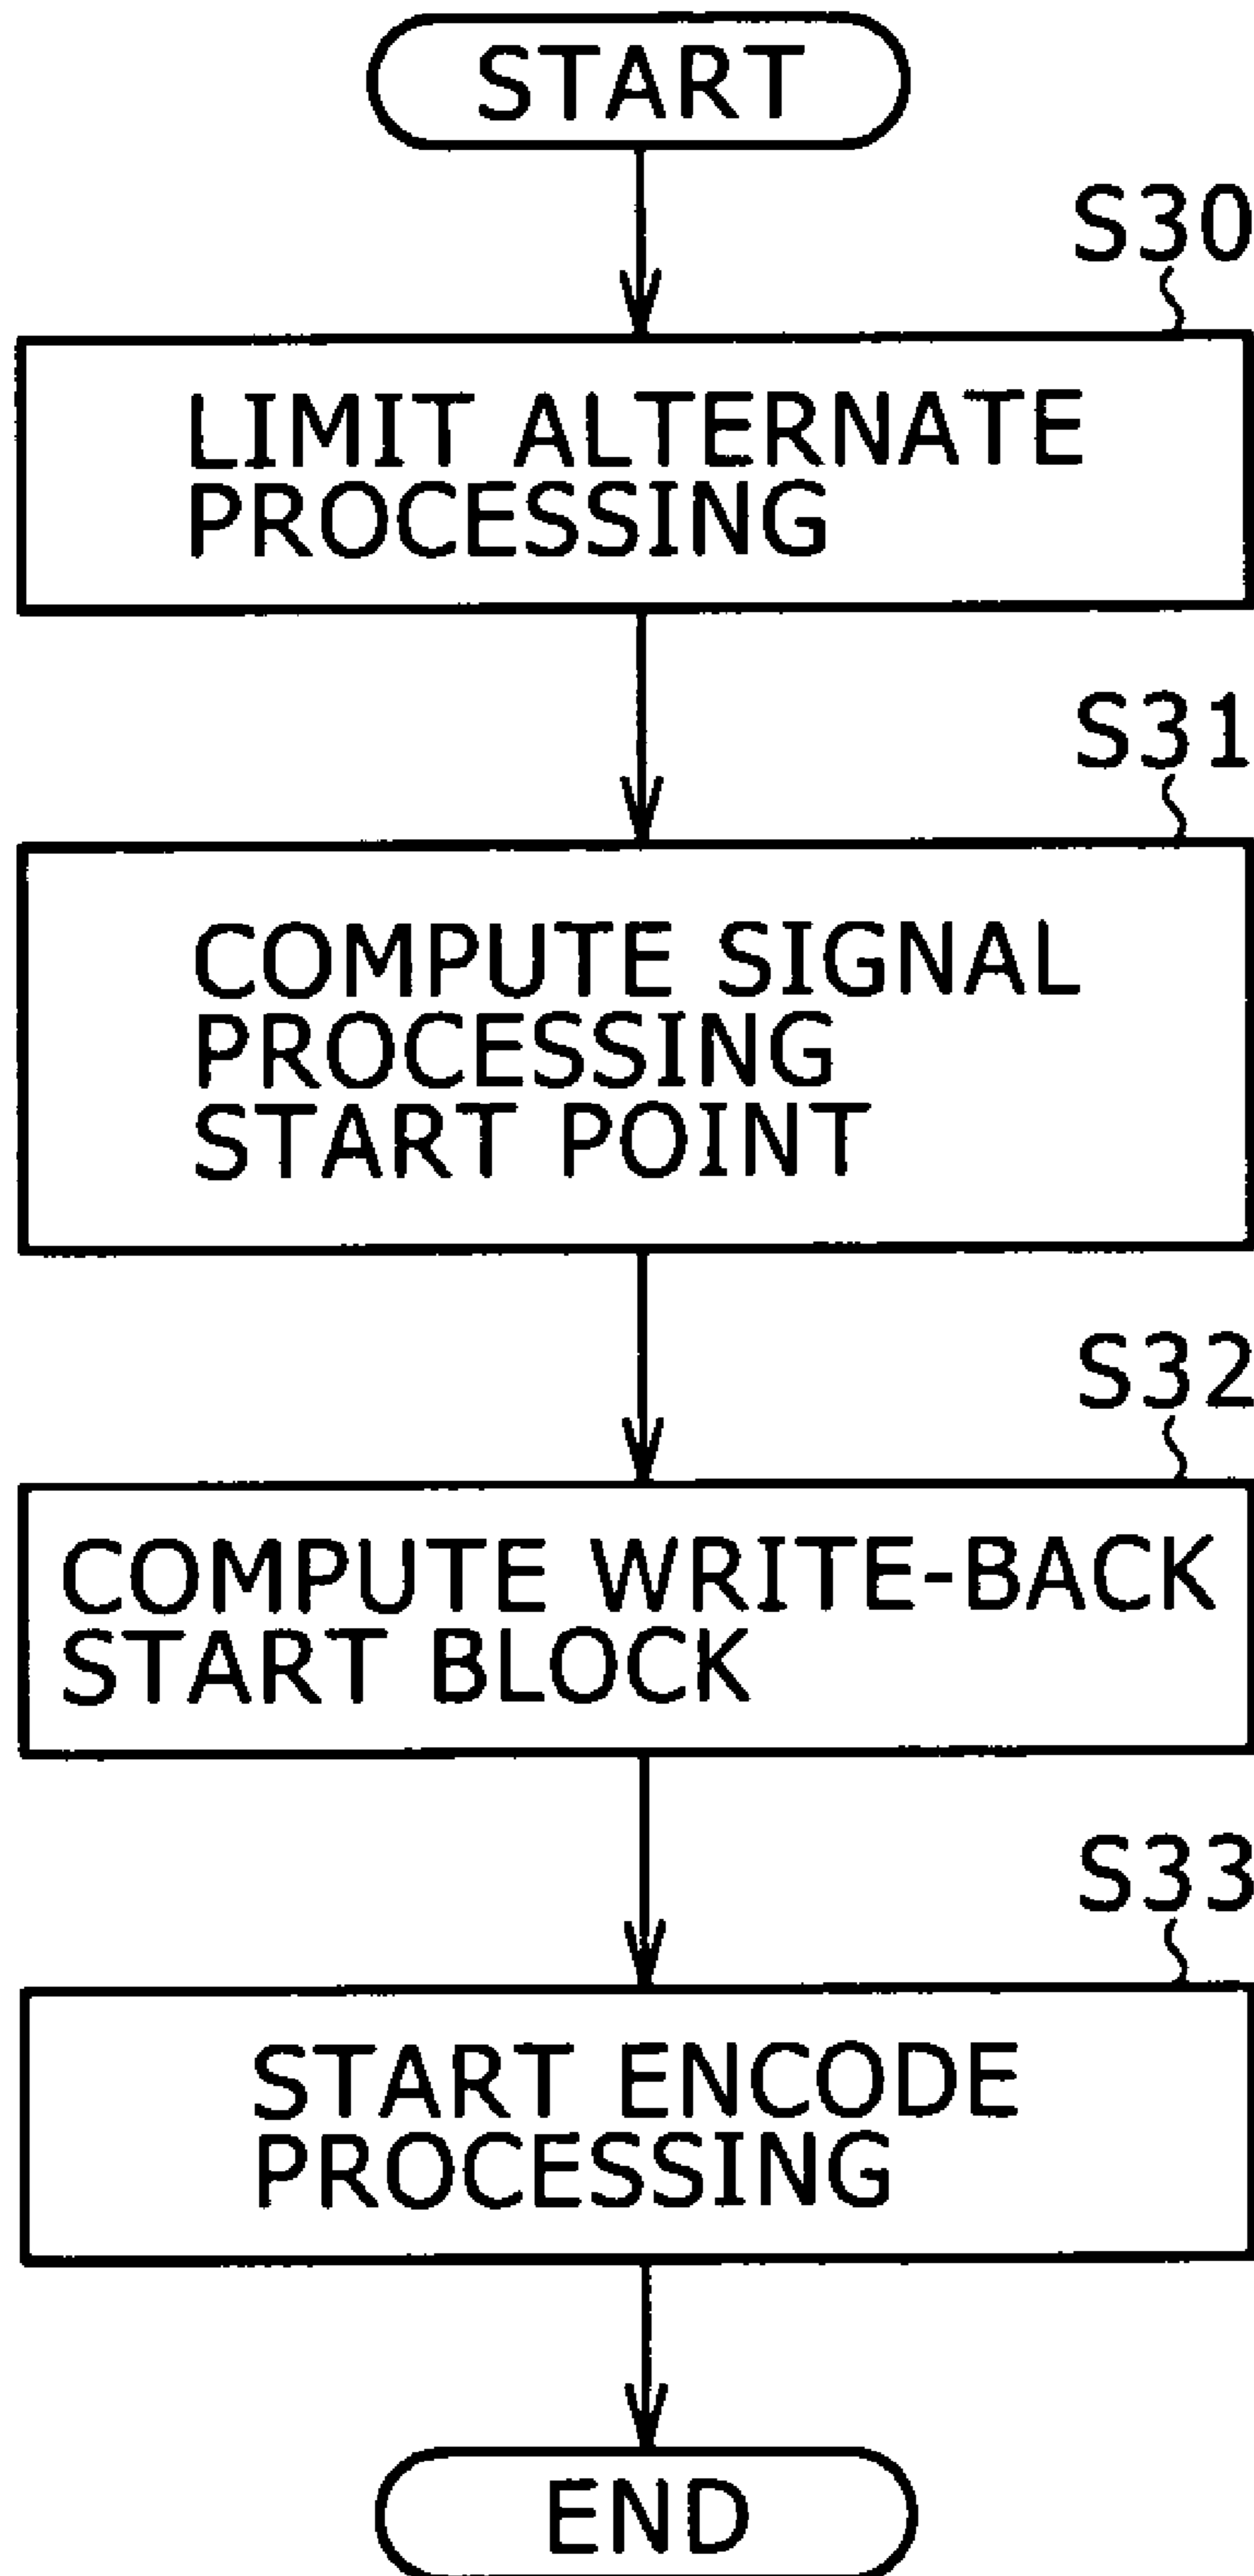 START
S30
LIMIT ALTERNATE
PROCESSING
S31
COMPUTE SIGNAL
PROCESSING
START POINT
S32
COMPUTE WRITE-BACK
START BLOCK
S33
START ENCODE
PROCESSING
END